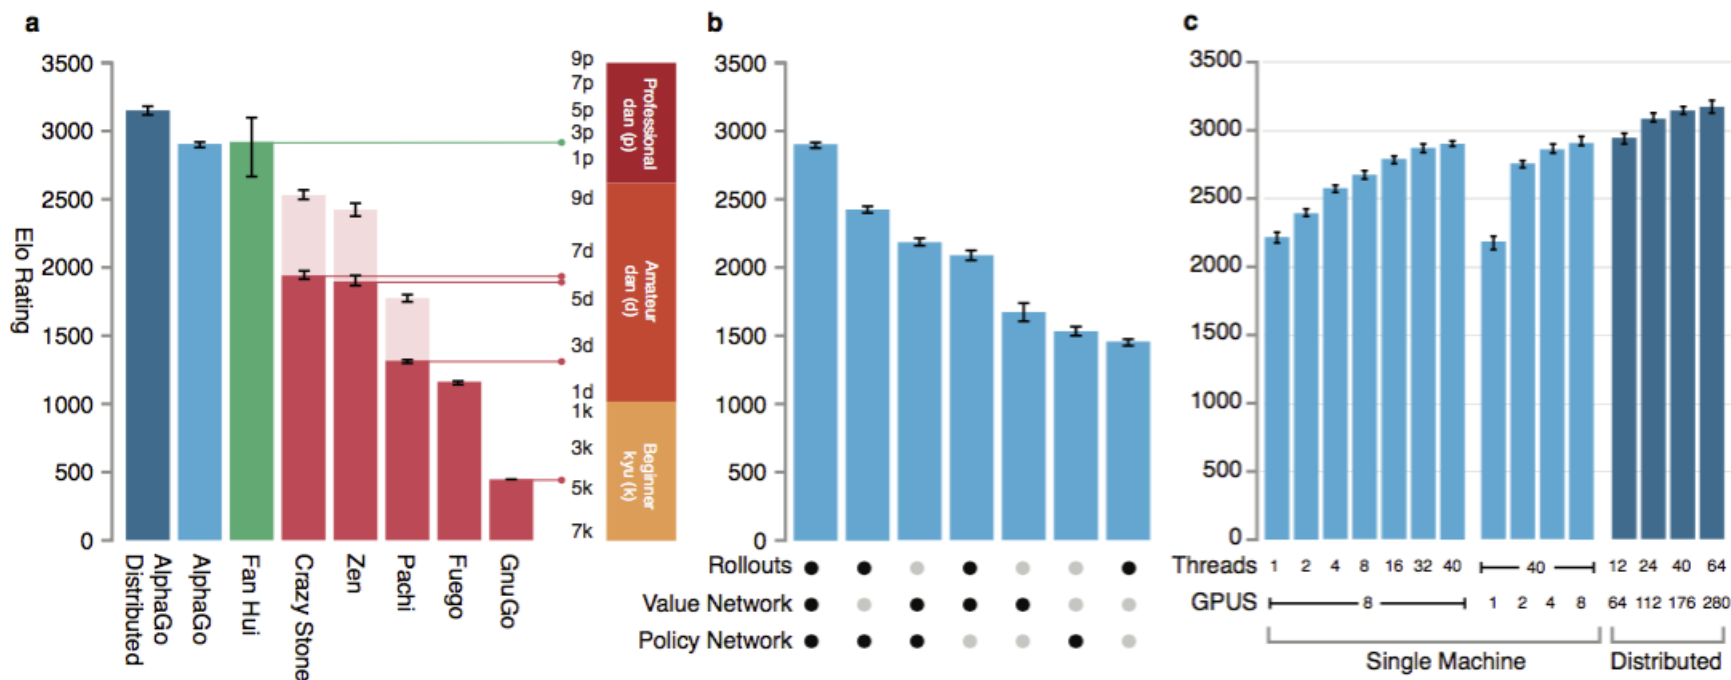 a
3500
3000
2500
2000
1500
1000
500
0
Elo Rating
AlphaGo
Distributed
AlphaGo
Fan Hui
Crazy Stone
Zen
Pachi
Fuego
GnuGo
9p
7p
5p
3p
1p
9d
7d
5d
3d
1d
1k
3k
5k
7k
Professional
dan (p)
Amateur
dan (d)
Beginner
kyu (k)
b
3500
3000
2500
2000
1500
1000
500
0
Rollouts
Value Network
Policy Network
c
3500
3000
2500
2000
1500
1000
500
0
Threads 1 2 4 8 16 32 40 40 12 24 40 64
GPUS 8 1 2 4 8 64 112 176 280
Single Machine Distributed